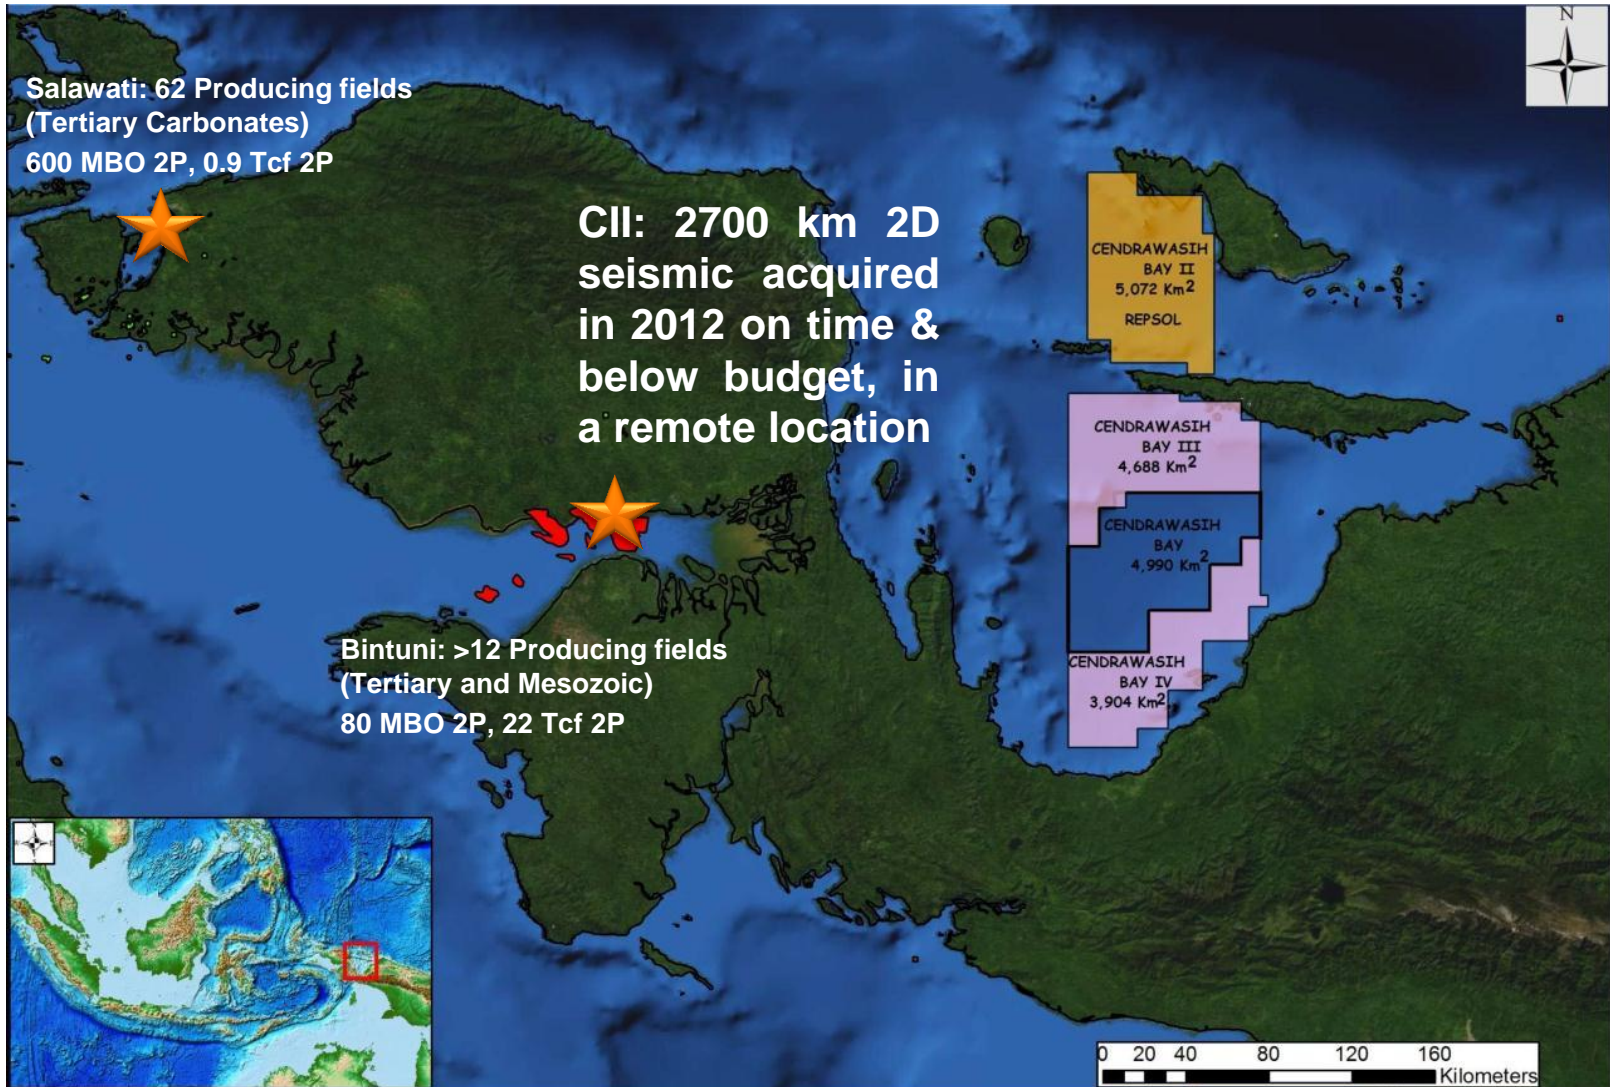 N
Salawati: 62 Producing fields
(Tertiary Carbonates)
600 MBO 2P, 0.9 Tcf 2P
CII: 2700 km 2D
seismic acquired
in 2012 on time &
below budget, in
a remote location
CENDRAWASIH
BAY II
5,072 Km2
REPSOL
CENDRAWASIH
BAY III
4,688 Km2
CENDRAWASIH
BAY
4,990 Km2
CENDRAWASIH
BAY IV
3,904 Km2
Bintuni: >12 Producing fields
(Tertiary and Mesozoic)
80 MBO 2P, 22 Tcf 2P
0 20 40 80 120 160
Kilometers